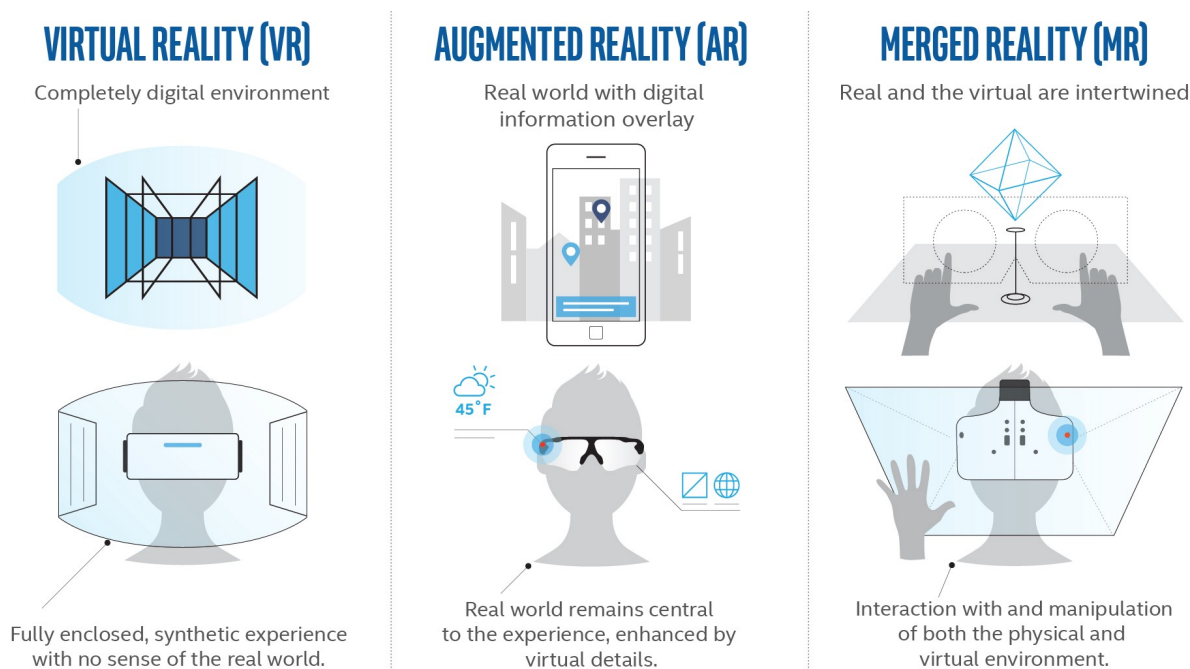 VIRTUAL REALITY (VR)
Completely digital environment
Fully enclosed, synthetic experience
with no sense of the real world.
AUGMENTED REALITY (AR)
Real world with digital
information overlay
45°F
Real world remains central
to the experience, enhanced by
virtual details.
MERGED REALITY (MR)
Real and the virtual are intertwined
Interaction with and manipulation
of both the physical and
virtual environment.